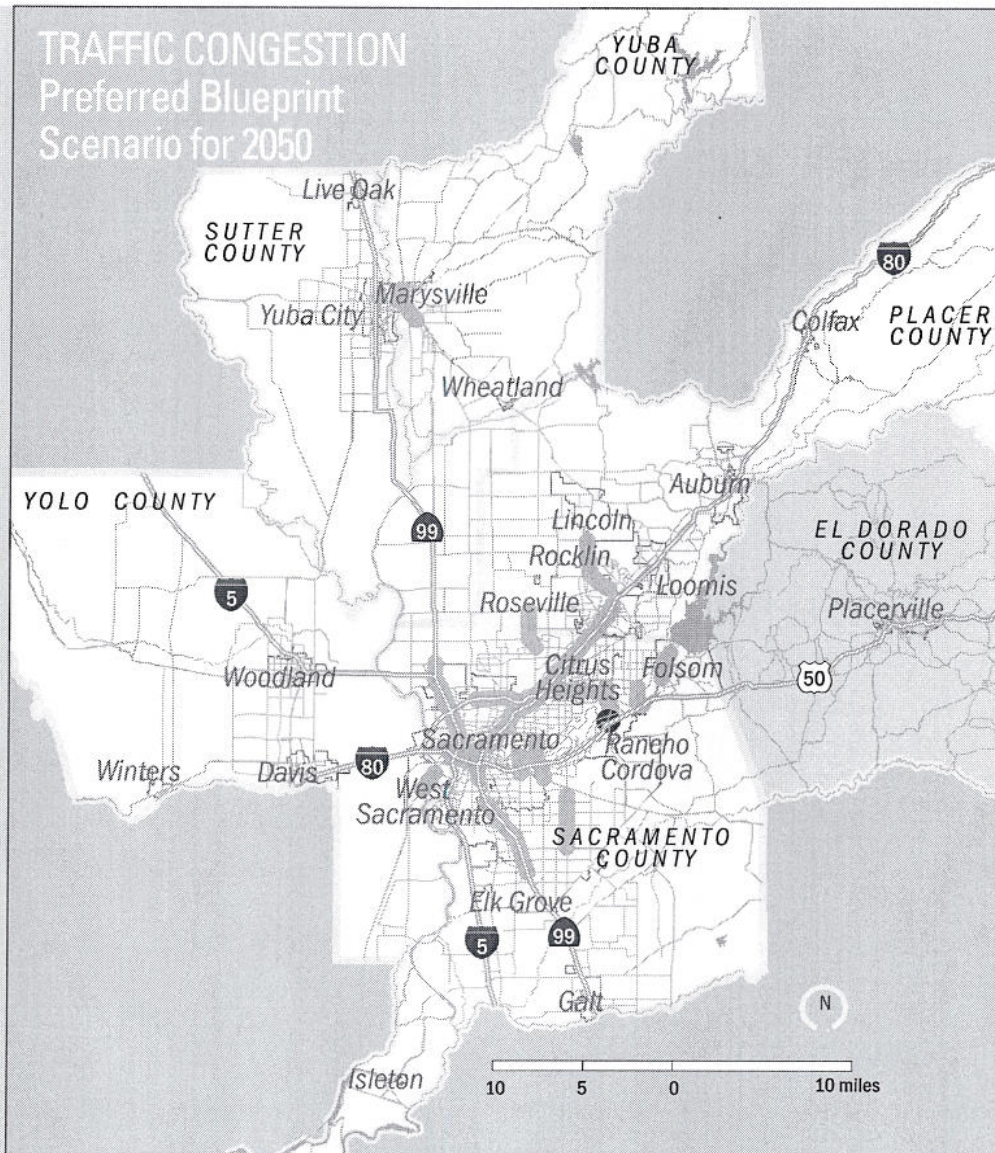 TRAFFIC CONGESTION
Preferred Blueprint
Scenario for 2050
YUBA
COUNTY
Live Oak
SUTTER
COUNTY
80
Marysville
Yuba City
Colfax
PLACER
COUNTY
Wheatland
Auburn
YOLO COUNTY
99
Lincoln
EL DORADO
COUNTY
Rocklin
5
Roseville
Loomis
Placerville
Woodland
Citrus
Heights
Folsom
50
Sacramento
Rancho
Cordova
Winters
Davis
80
West
Sacramento
SACRAMENTO
COUNTY
Elk Grove
5
99
Galt
N
Isleton
10 5 0 10 miles